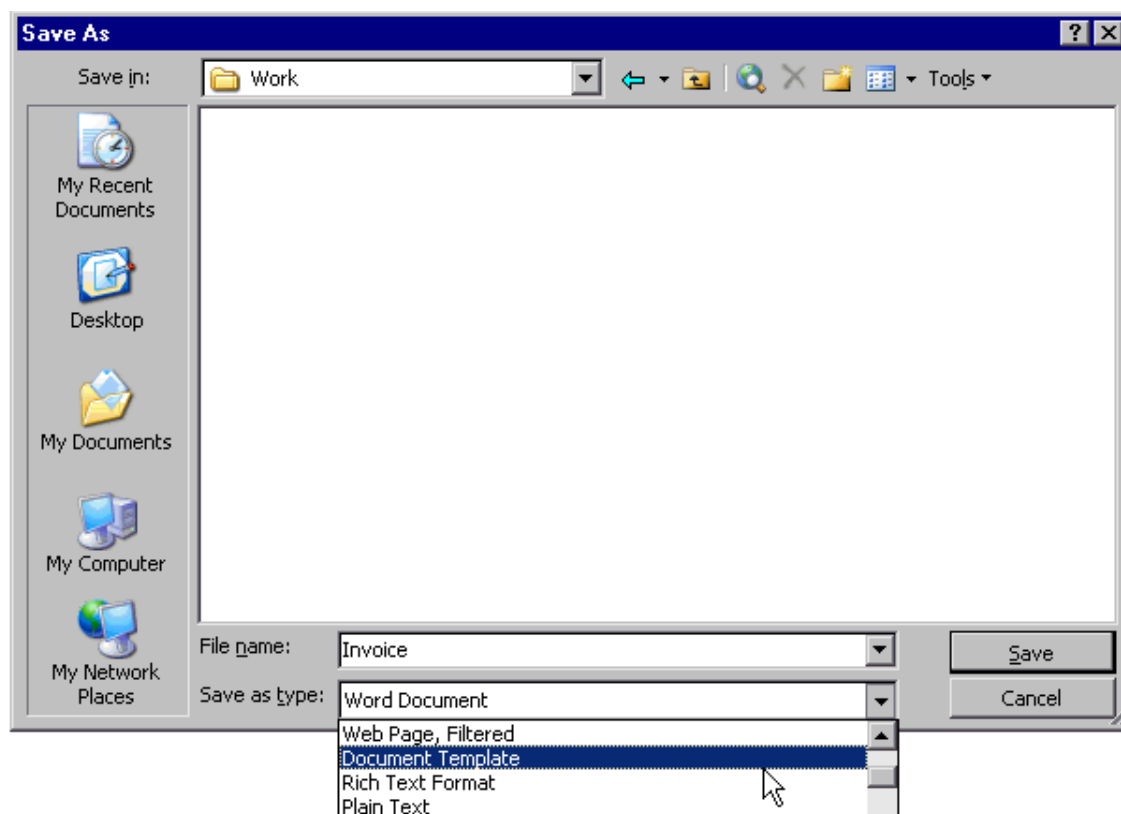 Save As
Save in:
Work
Tools
My Recent
Documents
Desktop
My Documents
My Computer
My Network
Places
File name:
Invoice
Save
Save as type:
Word Document
Cancel
Web Page, Filtered
Document Template
Rich Text Format
Plain Text